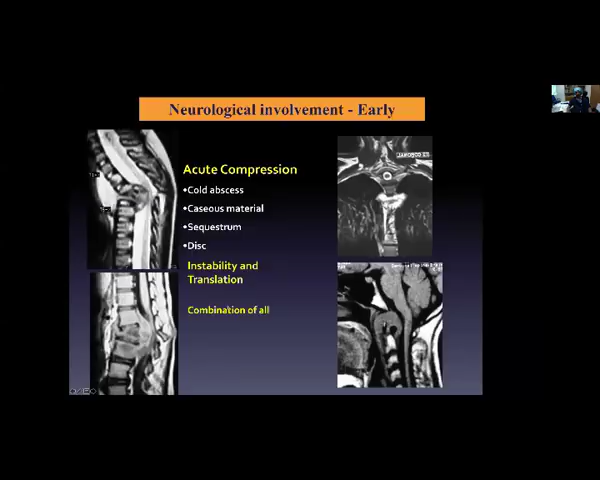 Neurological involvement - Early
Acute Compression
•Cold abscess
•Caseous material
•Sequestrum
•Disc
Instability and
Translation
Combination of all